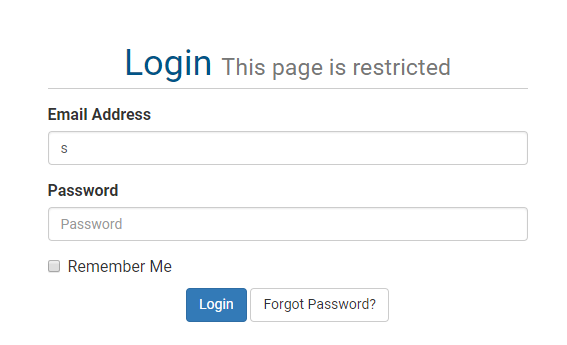 Login This page is restricted
Email Address
s
Password
Password
Remember Me
Login Forgot Password?